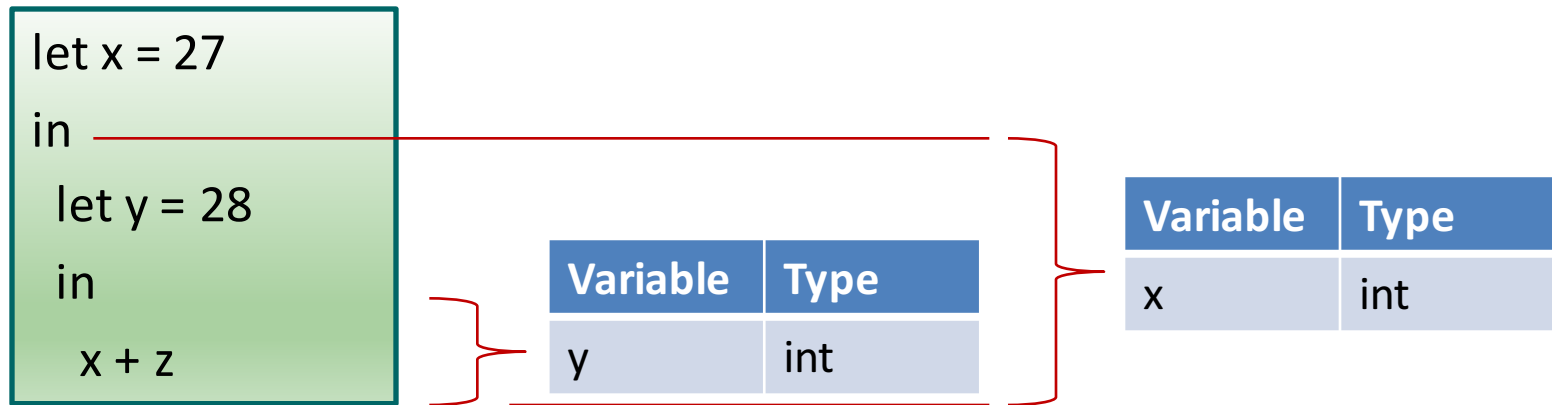 let x = 27
in
let y = 28
in
x + z
Variable Type
y int
Variable Type
x int